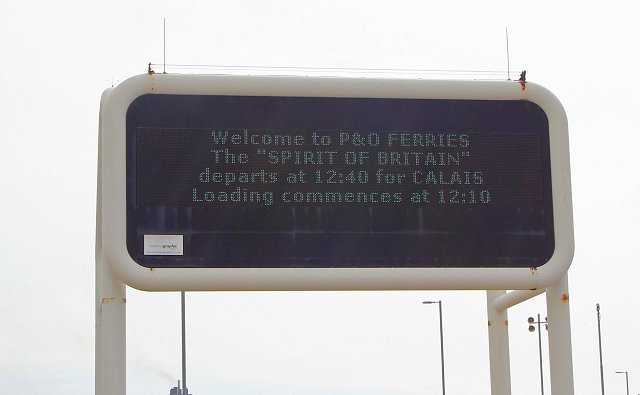 Welcome to P&O FERRIES
The "SPIRIT OF BRITAIN"
departs at 12:40 for CALAIS
Loading commences at 12:10